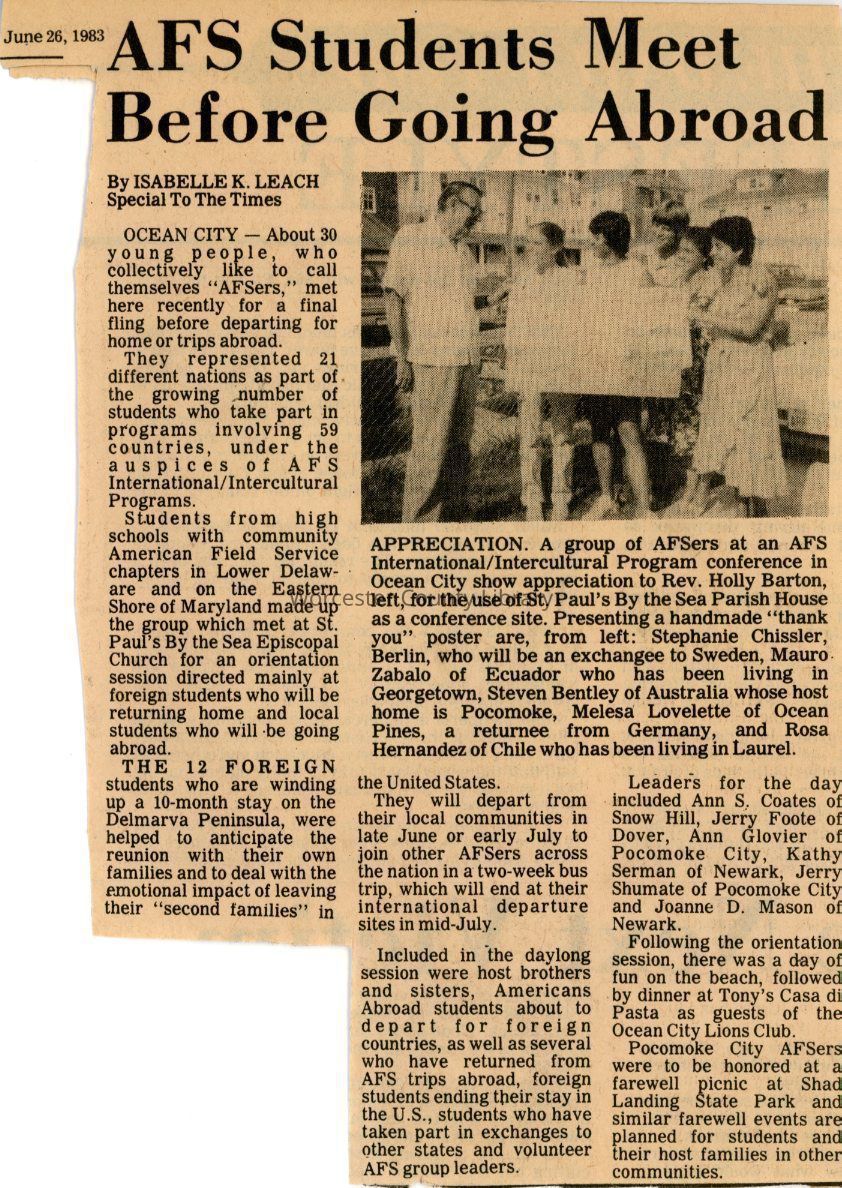 June 26, 1983
AFS Students Meet
Before Going Abroad
By ISABELLE K. LEACH
Special To The Times
OCEAN CITY — About 30
young people, who
collectively like to call
themselves "AFSers," met
here recently for a final
fling before departing for
home or trips abroad.
They represented 21
different nations as part of
the growing number of
students who take part in
programs involving 59
countries, under the
auspices of AFS
International/Intercultural
Programs.
Students from high
schools with community
American Field Service
chapters in Lower Delaw-
are and on the Eastern
Shore of Maryland made up
the group which met at St.
Paul's By the Sea Episcopal
Church for an orientation
session directed mainly at
foreign students who will be
returning home and local
students who will be going
abroad.
THE 12 FOREIGN
students who are winding
up a 10-month stay on the
Delmarva Peninsula, were
helped to anticipate the
reunion with their own
families and to deal with the
emotional impact of leaving
their "second families" in
APPRECIATION. A group of AFSers at an AFS
International/Intercultural Program conference in
Ocean City show appreciation to Rev. Holly Barton,
left, for the use of St. Paul's By the Sea Parish House
as a conference site. Presenting a handmade "thank
you" poster are, from left: Stephanie Chissler,
Berlin, who will be an exchangee to Sweden, Mauro
Zabalo of Ecuador who has been living in
Georgetown, Steven Bentley of Australia whose host
home is Pocomoke, Melesa Lovelette of Ocean
Pines, a returnee from Germany, and Rosa
Hernandez of Chile who has been living in Laurel.
Worcester County Library
the United States.
They will depart from
their local communities in
late June or early July to
join other AFSers across
the nation in a two-week bus
trip, which will end at their
international departure
sites in mid-July.
Included in the daylong
session were host brothers
and sisters, Americans
Abroad students about to
depart for foreign
countries, as well as several
who have returned from
AFS trips abroad, foreign
students ending their stay in
the U.S., students who have
taken part in exchanges to
other states and volunteer
AFS group leaders.
Leaders for the day
included Ann S. Coates of
Snow Hill, Jerry Foote of
Dover, Ann Glovier of
Pocomoke City, Kathy
Serman of Newark, Jerry
Shumate of Pocomoke City
and Joanne D. Mason of
Newark.
Following the orientation
session, there was a day of
fun on the beach, followed
by dinner at Tony's Casa di
Pasta as guests of the
Ocean City Lions Club.
Pocomoke City AFSers
were to be honored at a
farewell picnic at Shad
Landing State Park and
similar farewell events are
planned for students and
their host families in other
communities.